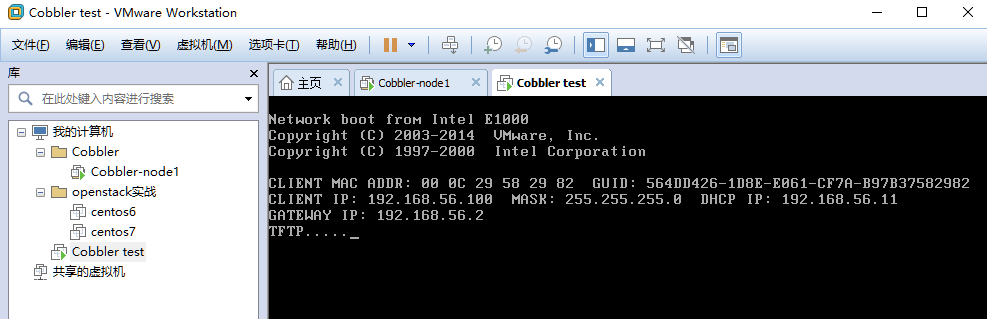 Cobbler test - VMware Workstation
文件(F) 编辑(E) 查看(V) 虚拟机(M) 选项卡(T) 帮助(H)
库
在此处键入内容进行搜索
我的计算机
Cobbler
Cobbler-node1
openstack实战
centos6
centos7
Cobbler test
共享的虚拟机
主页 Cobbler-node1 Cobbler test
Network boot from Intel E1000
Copyright (C) 2003-2014 VMware, Inc.
Copyright (C) 1997-2000 Intel Corporation
CLIENT MAC ADDR: 00 0C 29 58 29 82 GUID: 564DD426-1D8E-E061-CF7A-B97B37582982
CLIENT IP: 192.168.56.100 MASK: 255.255.255.0 DHCP IP: 192.168.56.11
GATEWAY IP: 192.168.56.2
TFTP....._